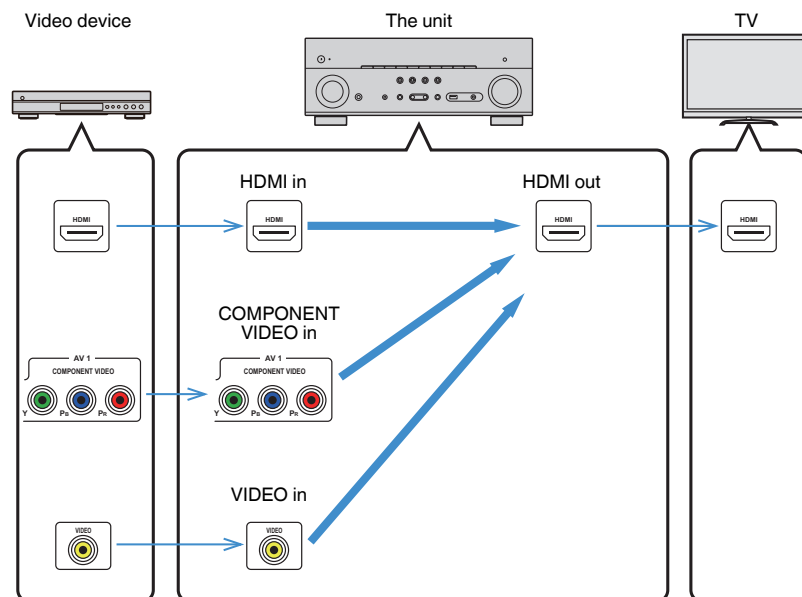 Video device
The unit
TV
HDMI in
HDMI out
HDMI
HDMI
HDMI
HDMI
COMPONENT
VIDEO in
AV 1
COMPONENT VIDEO
Y PB PR
AV 1
COMPONENT VIDEO
Y PB PR
VIDEO in
VIDEO
VIDEO